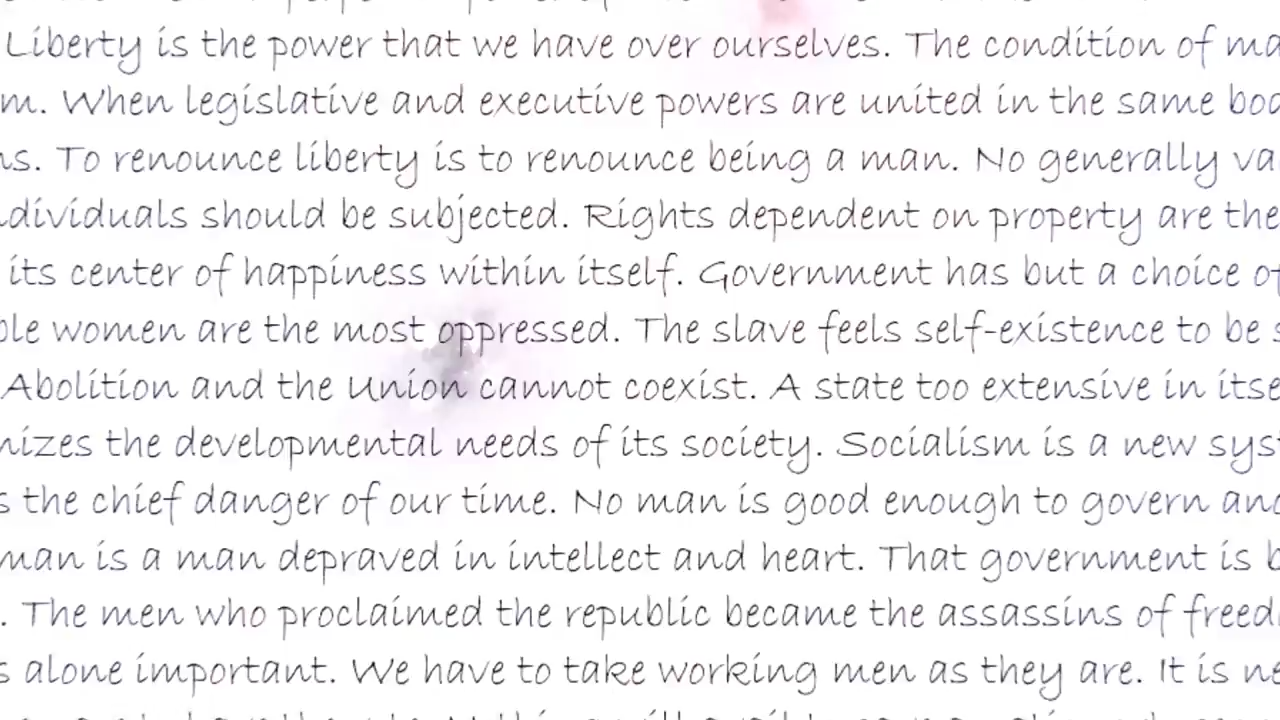 Liberty is the power that we have over ourselves. The condition of ma
m. When legislative and executive powers are united in the same bod
ns. To renounce liberty is to renounce being a man. No generally va
dividuals should be subjected. Rights dependent on property are the
its center of happiness within itself. Government has but a choice of
ble women are the most oppressed. The slave feels self-existence to be s
Abolition and the Union cannot coexist. A state too extensive in itse
nizes the developmental needs of its society. Socialism is a new sys
s the chief danger of our time. No man is good enough to govern and
man is a man depraved in intellect and heart. That government is b
. The men who proclaimed the republic became the assassins of freed
s alone important. We have to take working men as they are. It is ne